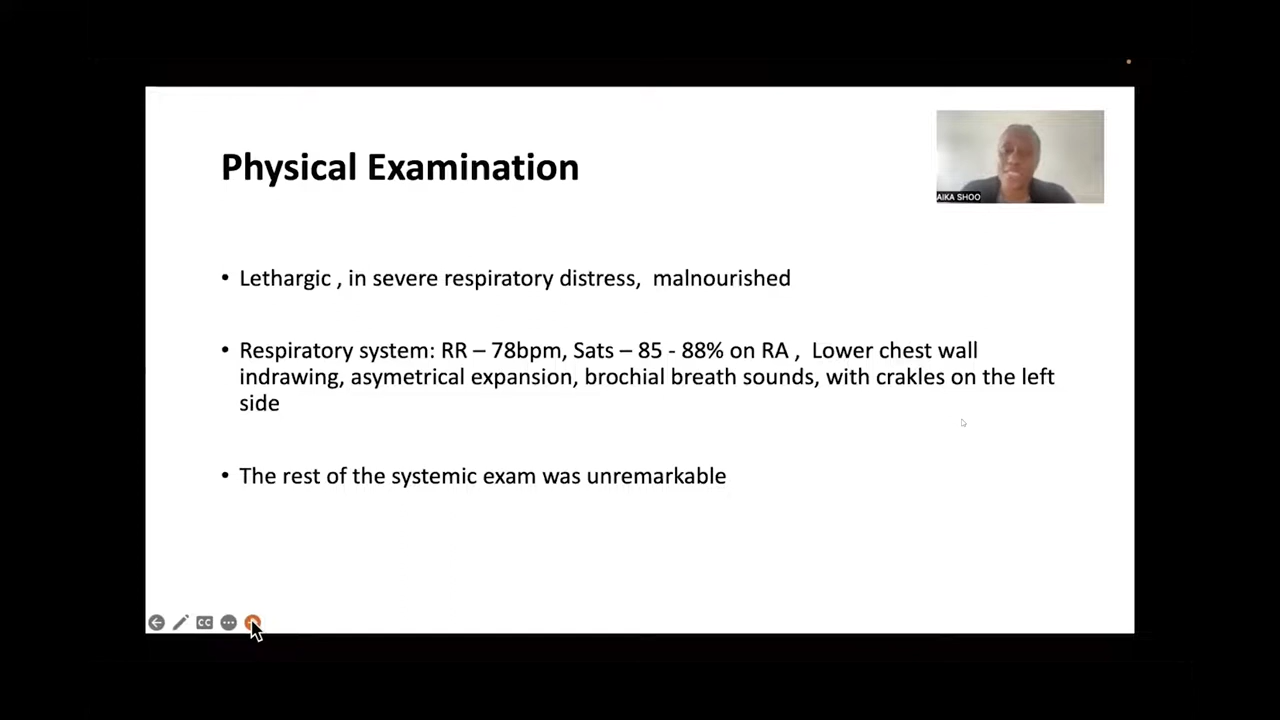 Physical Examination
AIKA SHOO
• Lethargic , in severe respiratory distress,  malnourished
• Respiratory system: RR – 78bpm, Sats – 85 - 88% on RA ,  Lower chest wall
indrawing, asymetrical expansion, brochial breath sounds, with crakles on the left
side
• The rest of the systemic exam was unremarkable
CC